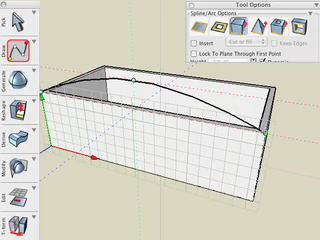 Tool Options
Spline/Arc Options
Insert
Cut or fill
Keep Edges
Lock To Plane Through First Point
Pick
Draw
Generate
Reshape
Derive
Modify
Edit